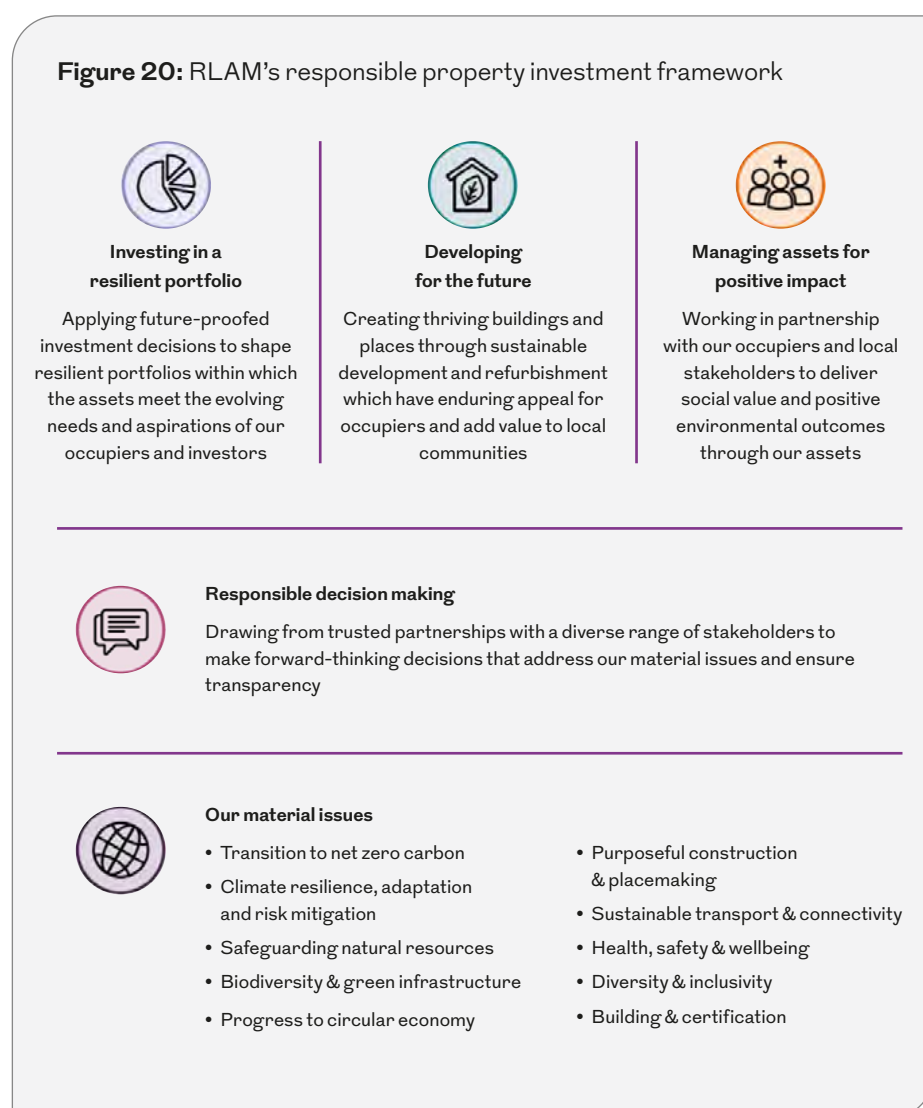 Figure 20: RLAM's responsible property investment framework
Investing in a
resilient portfolio
Applying future-proofed
investment decisions to shape
resilient portfolios within which
the assets meet the evolving
needs and aspirations of our
occupiers and investors
Developing
for the future
Creating thriving buildings and
places through sustainable
development and refurbishment
which have enduring appeal for
occupiers and add value to local
communities
Managing assets for
positive impact
Working in partnership
with our occupiers and local
stakeholders to deliver
social value and positive
environmental outcomes
through our assets
Responsible decision making
Drawing from trusted partnerships with a diverse range of stakeholders to
make forward-thinking decisions that address our material issues and ensure
transparency
Our material issues
• Transition to net zero carbon
• Climate resilience, adaptation
and risk mitigation
• Safeguarding natural resources
• Biodiversity & green infrastructure
• Progress to circular economy
• Purposeful construction
& placemaking
• Sustainable transport & connectivity
• Health, safety & wellbeing
• Diversity & inclusivity
• Building & certification